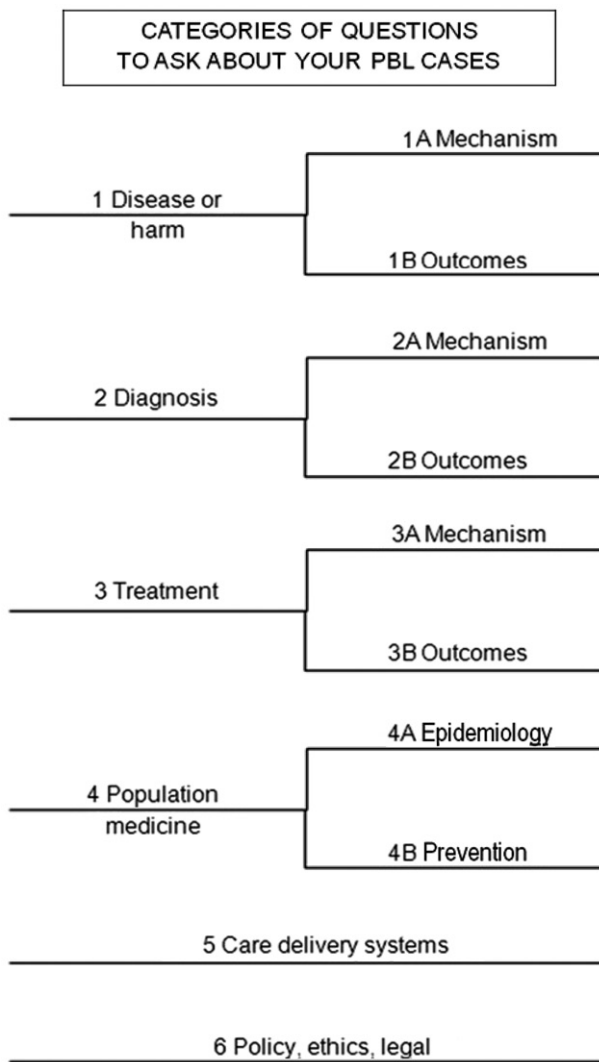 CATEGORIES OF QUESTIONS
TO ASK ABOUT YOUR PBL CASES
1A Mechanism
1 Disease or
harm
1B Outcomes
2A Mechanism
2 Diagnosis
2B Outcomes
3A Mechanism
3 Treatment
3B Outcomes
4A Epidemiology
4 Population
medicine
4B Prevention
5 Care delivery systems
6 Policy, ethics, legal